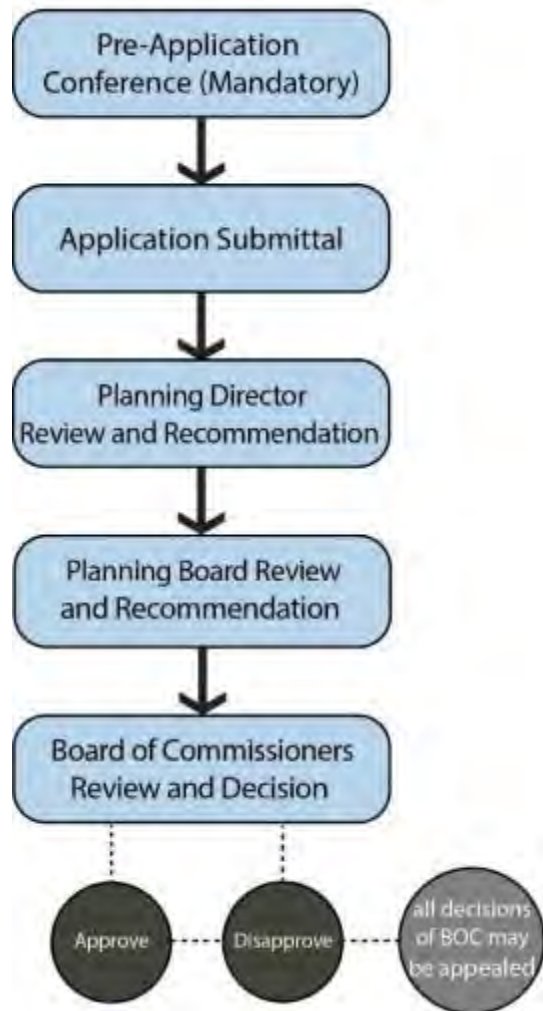 Pre-Application
Conference (Mandatory)
Application Submittal
Planning Director
Review and Recommendation
Planning Board Review
and Recommendation
Board of Commissioners
Review and Decision
Approve
Disapprove
all decisions
of BOC may
be appealed